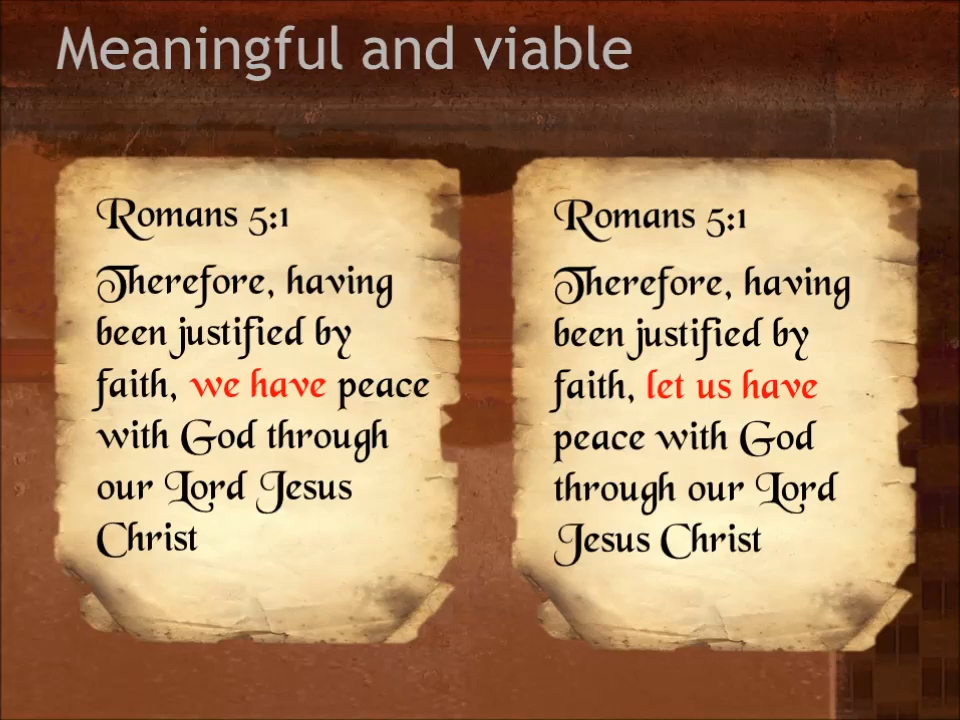 Meaningful and viable
Romans 5:1
Therefore, having
been justified by
faith, we have peace
with God through
our Lord Jesus
Christ
Romans 5:1
Therefore, having
been justified by
faith, let us have
peace with God
through our Lord
Jesus Christ